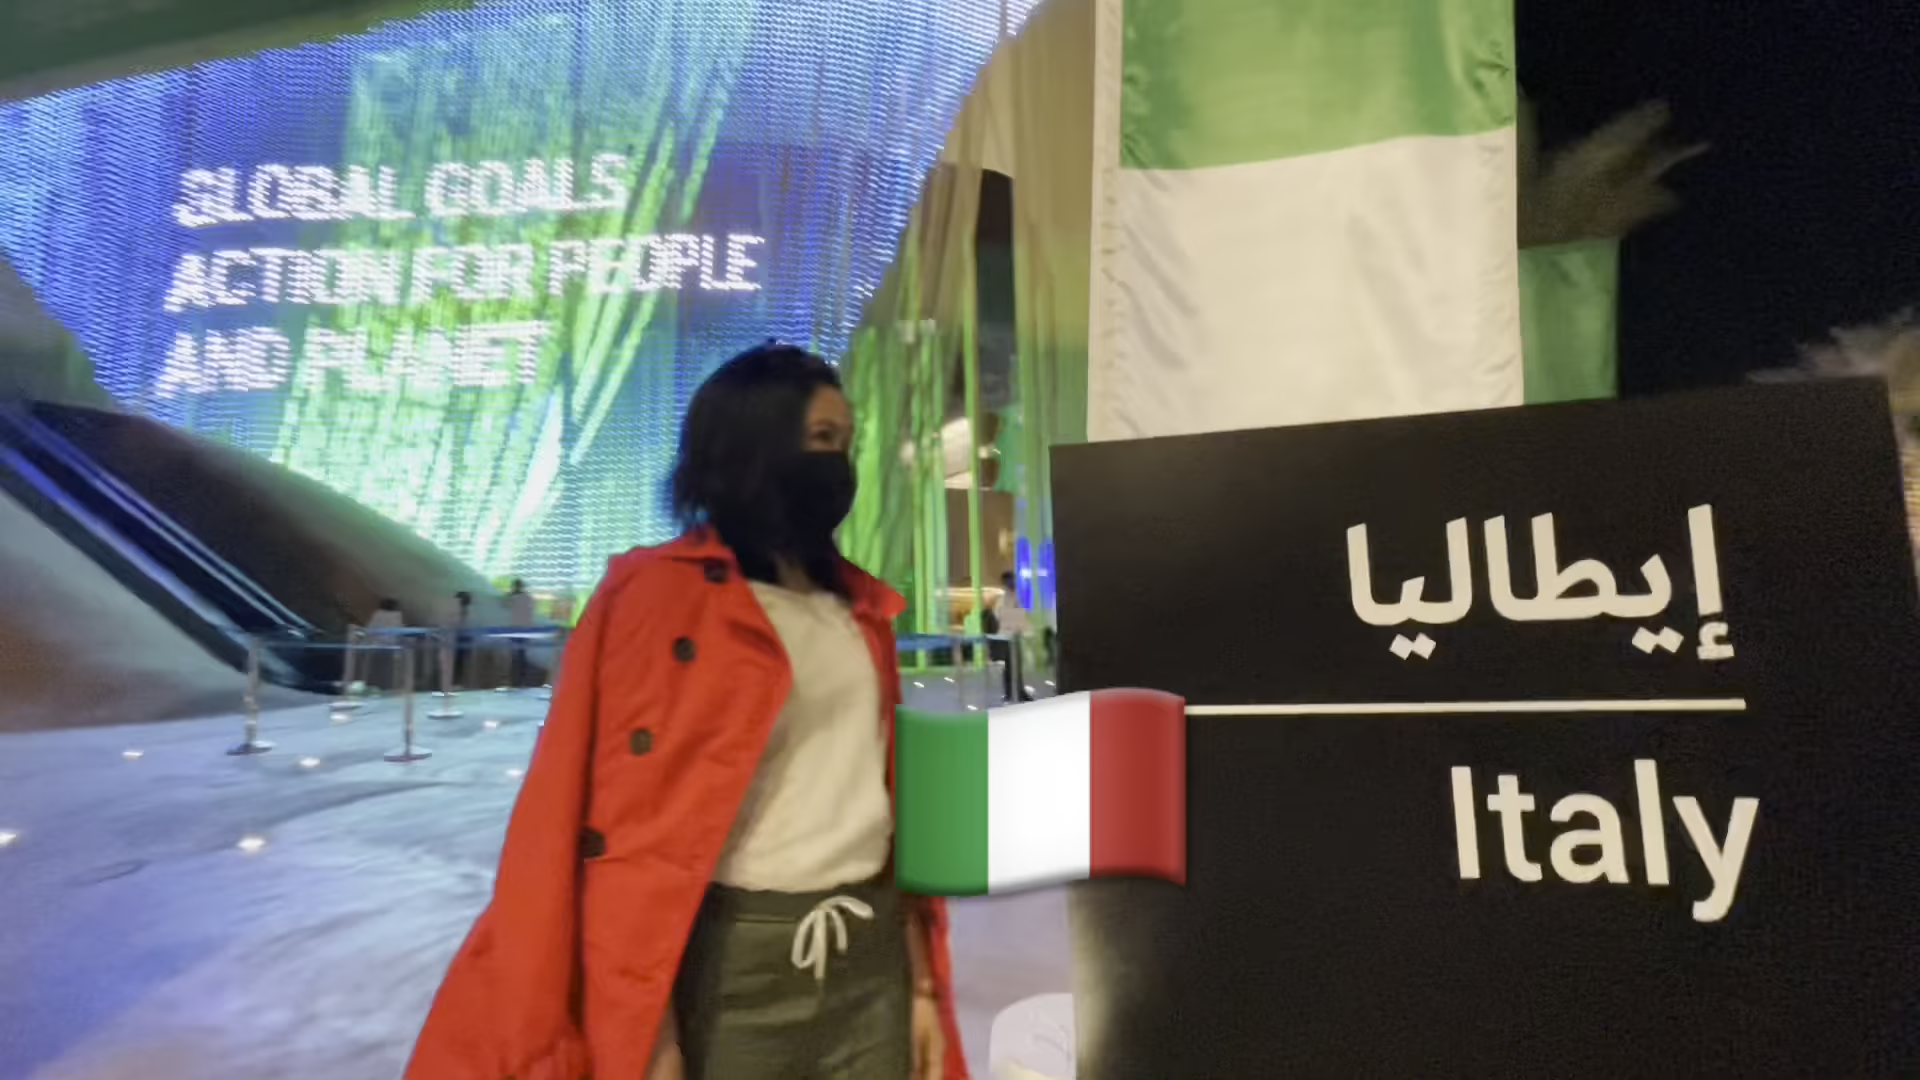 GLOBAL GOALS
ACTION FOR PEOPLE
AND PLANET
إيطاليا
Italy